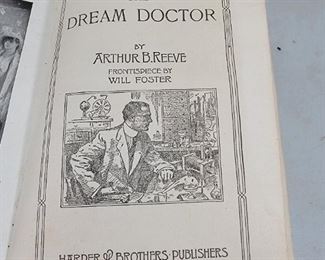 DREAM DOCTOR
BY
ARTHUR B. REEVE
FRONTISPIECE BY
WILL FOSTER
HARPER & BROTHERS PUBLISHERS